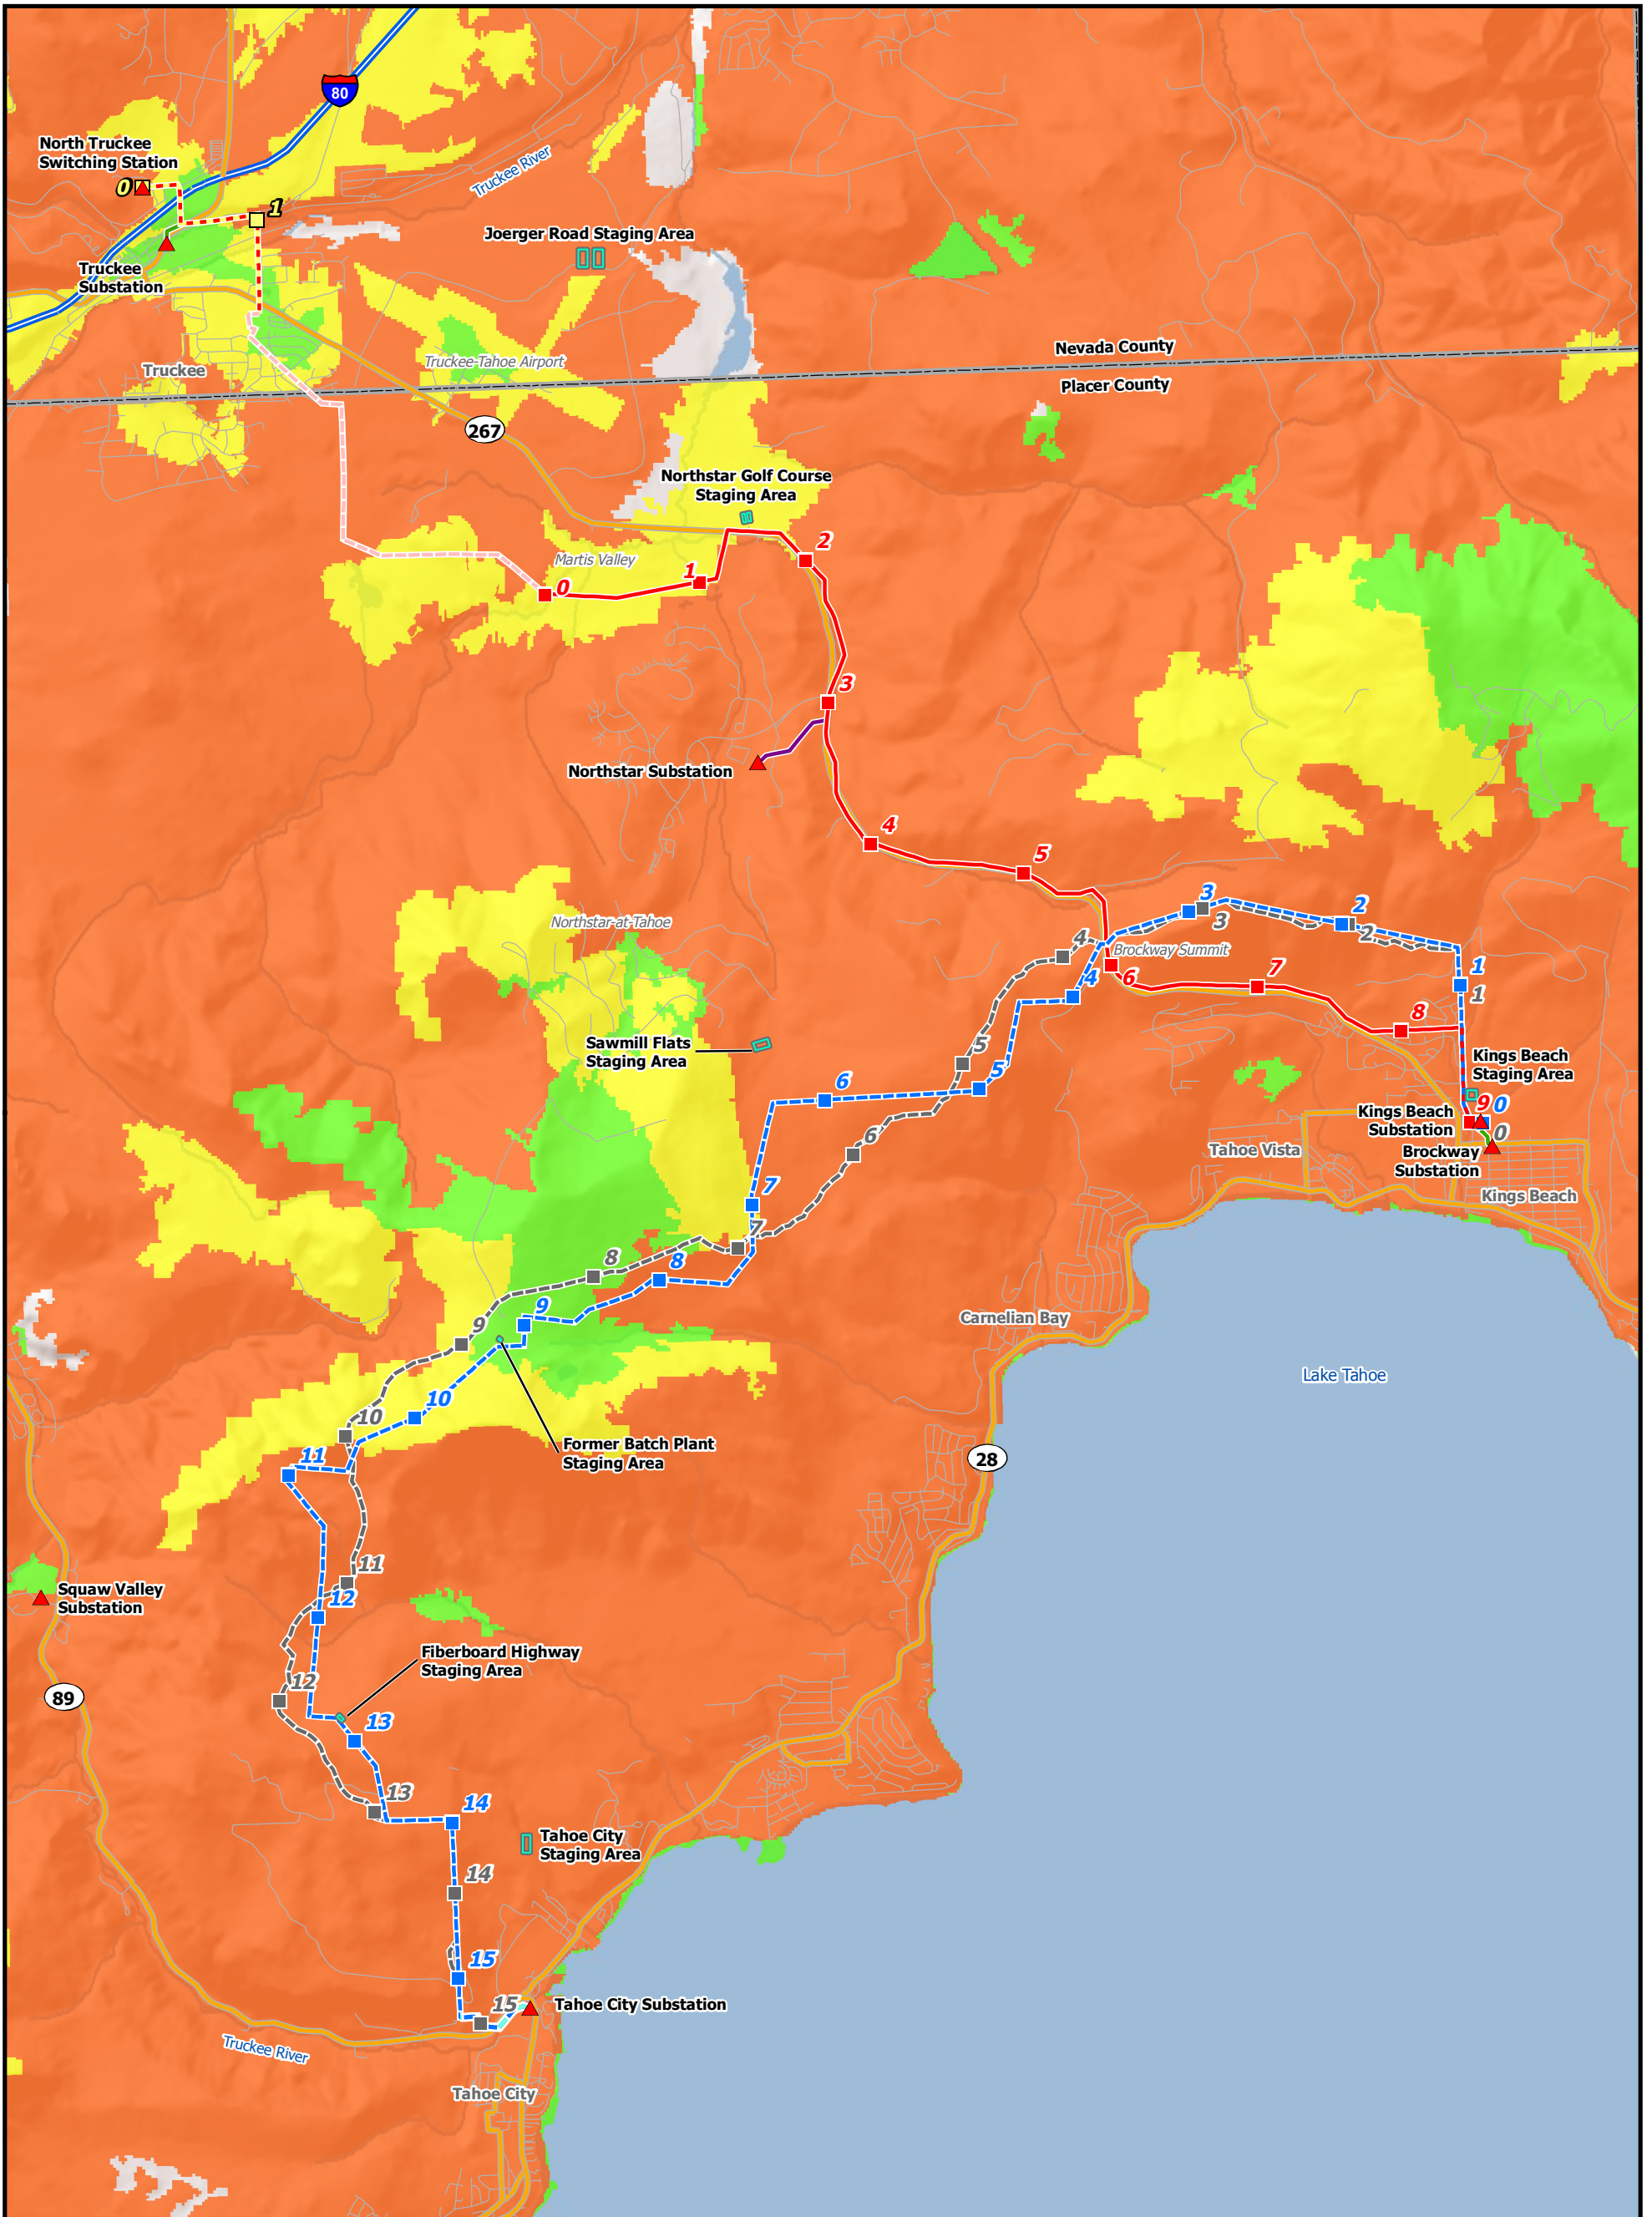 80
North Truckee
Switching Station
0
1
Truckee River
Joerger Road Staging Area
Truckee
Substation
Truckee
Truckee-Tahoe Airport
Nevada County
Placer County
267
Northstar Golf Course
Staging Area
Martis Valley
0
1
2
3
Northstar Substation
4
5
Northstar-at-Tahoe
3
3
2
2
4
Brockway Summit
4
6
7
1
1
8
Sawmill Flats
Staging Area
5
5
6
Kings Beach
Staging Area
9
0
Kings Beach
Substation
0
6
Tahoe Vista
Brockway
Substation
Kings Beach
7
7
8
8
9
9
Carnelian Bay
Lake Tahoe
10
10
11
Former Batch Plant
Staging Area
28
11
12
Squaw Valley
Substation
Fiberboard Highway
Staging Area
12
89
13
13
14
Tahoe City
Staging Area
14
15
15
Tahoe City Substation
Truckee River
Tahoe City